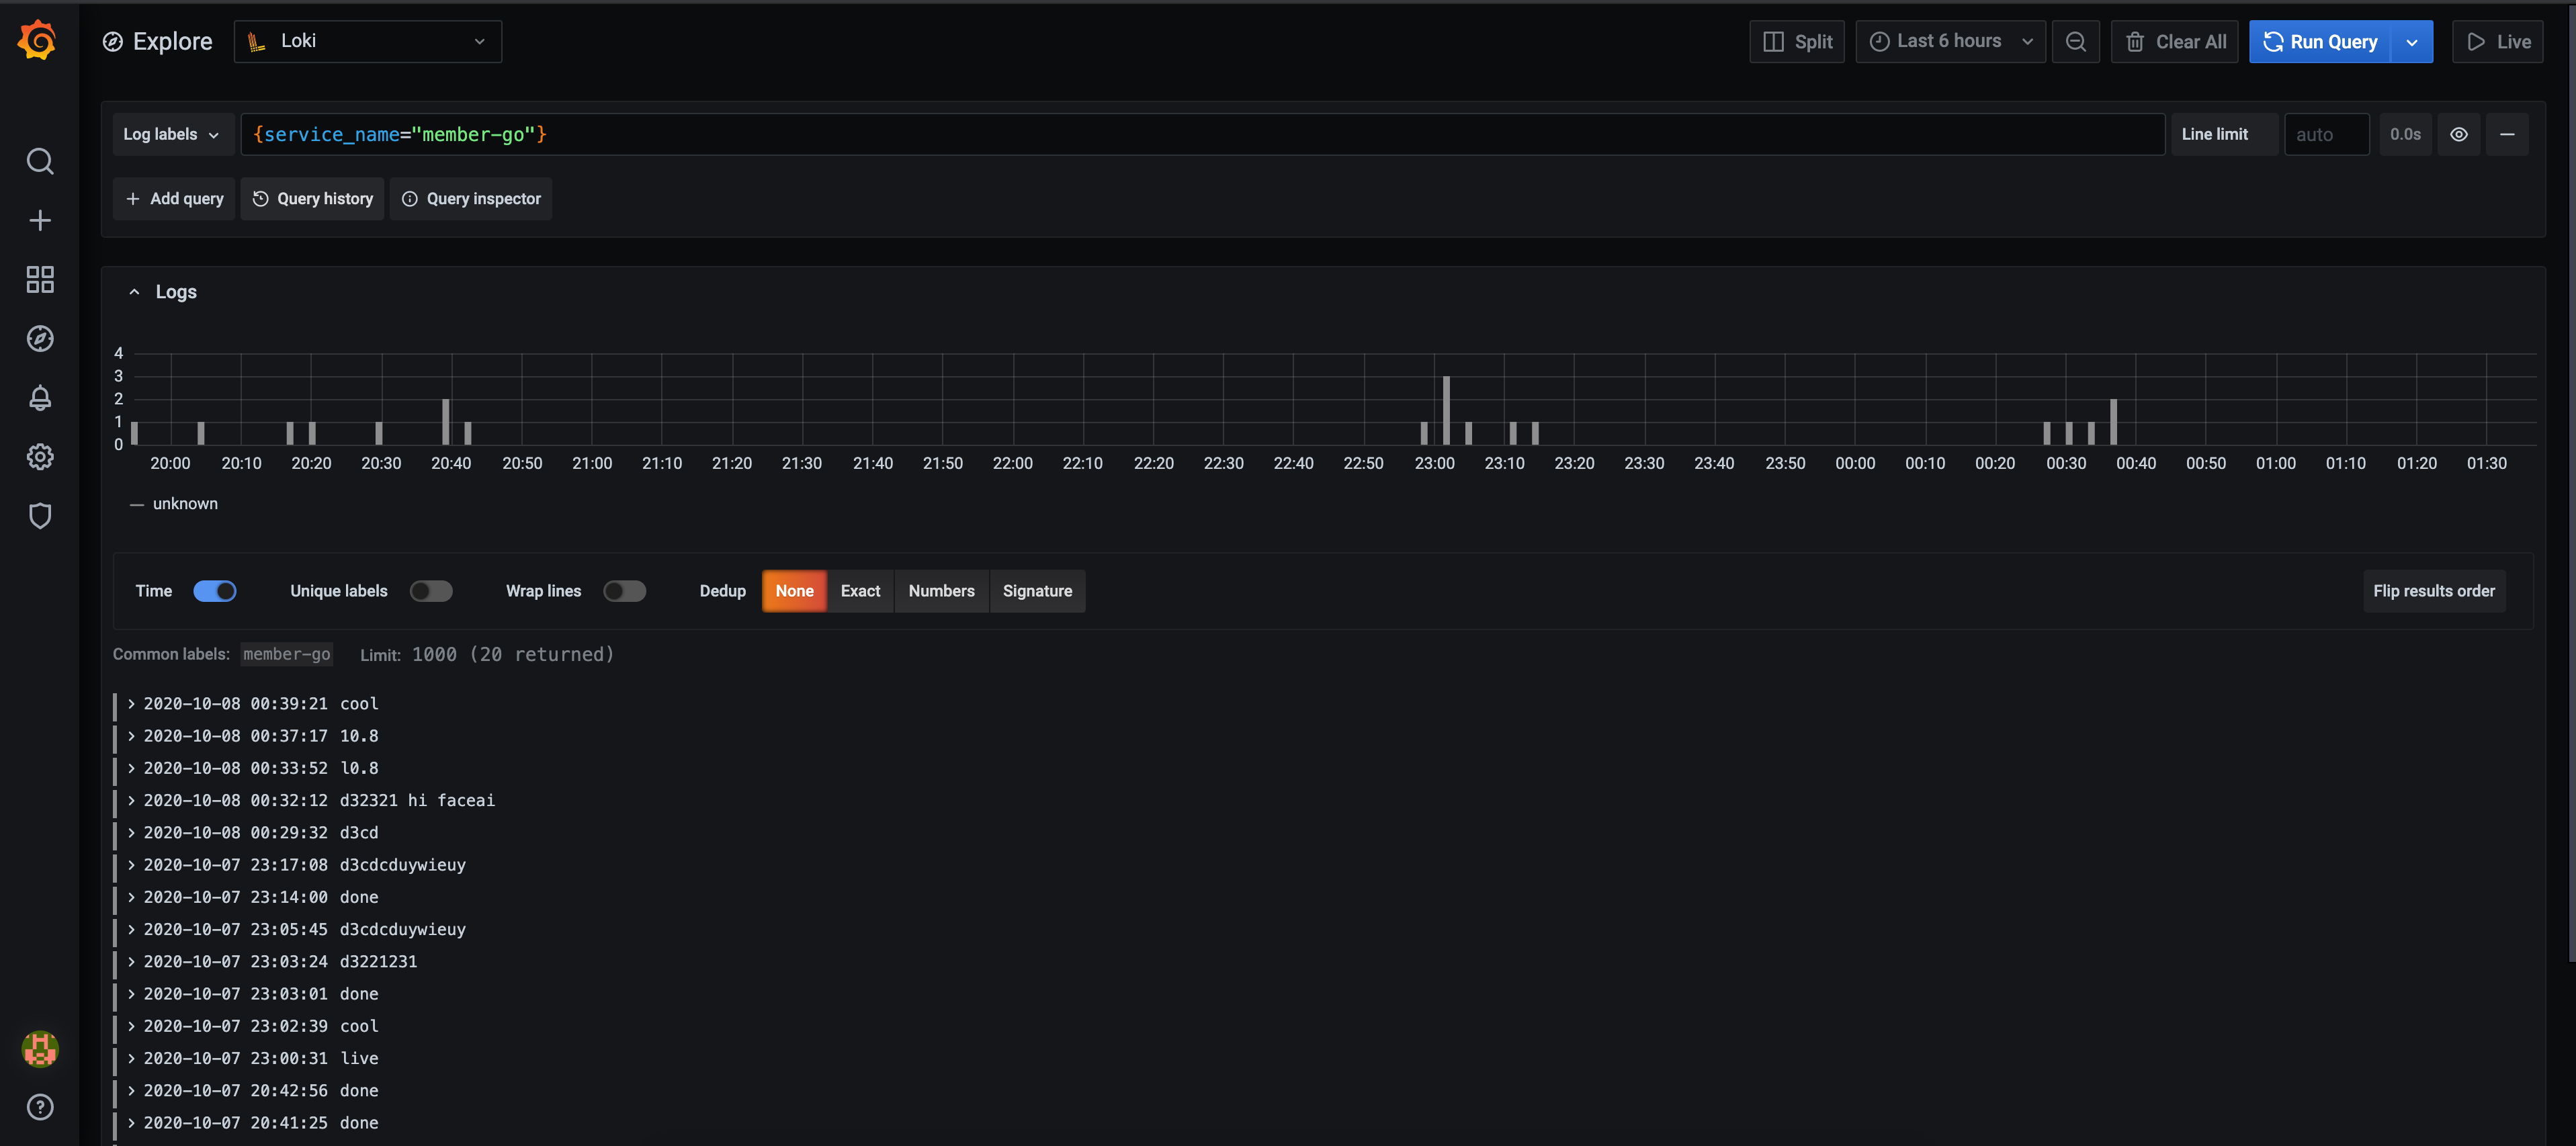 Explore Loki Split Last 6 hours Clear All Run Query Live
Log labels {service_name="member-go"} Line limit auto 0.0s
+ Add query Query history Query inspector
Logs
4
3
2
1
0
20:00 20:10 20:20 20:30 20:40 20:50 21:00 21:10 21:20 21:30 21:40 21:50 22:00 22:10 22:20 22:30 22:40 22:50 23:00 23:10 23:20 23:30 23:40 23:50 00:00 00:10 00:20 00:30 00:40 00:50 01:00 01:10 01:20 01:30
unknown
Time Unique labels Wrap lines Dedup None Exact Numbers Signature Flip results order
Common labels: member-go Limit: 1000 (20 returned)
2020-10-08 00:39:21 cool
2020-10-08 00:37:17 10.8
2020-10-08 00:33:52 l0.8
2020-10-08 00:32:12 d32321 hi faceai
2020-10-08 00:29:32 d3cd
2020-10-07 23:17:08 d3cdcduywieuy
2020-10-07 23:14:00 done
2020-10-07 23:05:45 d3cdcduywieuy
2020-10-07 23:03:24 d3221231
2020-10-07 23:03:01 done
2020-10-07 23:02:39 cool
2020-10-07 23:00:31 live
2020-10-07 20:42:56 done
2020-10-07 20:41:25 done